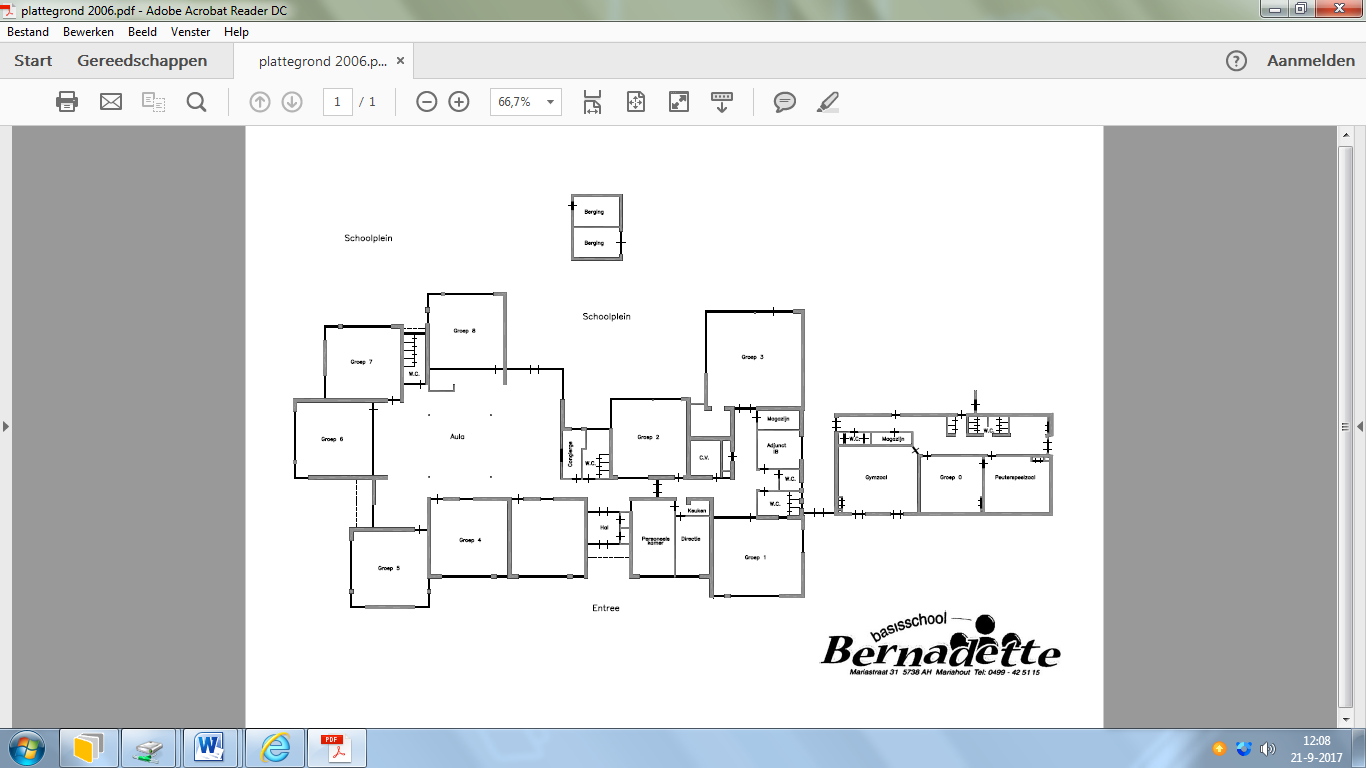 plattegrond 2006.pdf - Adobe Acrobat Reader DC
Bestand Bewerken Beeld Venster Help
Start Gereedschappen plattegrond 2006.p... × Aanmelden
1 / 1 66,7%
Berging
Schoolplein
Berging
Schoolplein
Groep 8
Groep 7
W.C.
Groep 3
Groep 6
Aula
Groep 2
Magazijn
Adjunct
IB
Congierge
W.C.
C.V.
W.C.
W.C.
W.C.
Magazijn
W.C.
Gymzaal
Groep 0
Peuterspeelzaal
Groep 4
Hal
Personeels
kamer
Keuken
Directie
Groep 1
Groep 5
Entree
basisschool
Bernadette
Mariastraat 31 5738 AH Mariahout Tel: 0499 - 42 51 15
PDF
12:08
21-9-2017